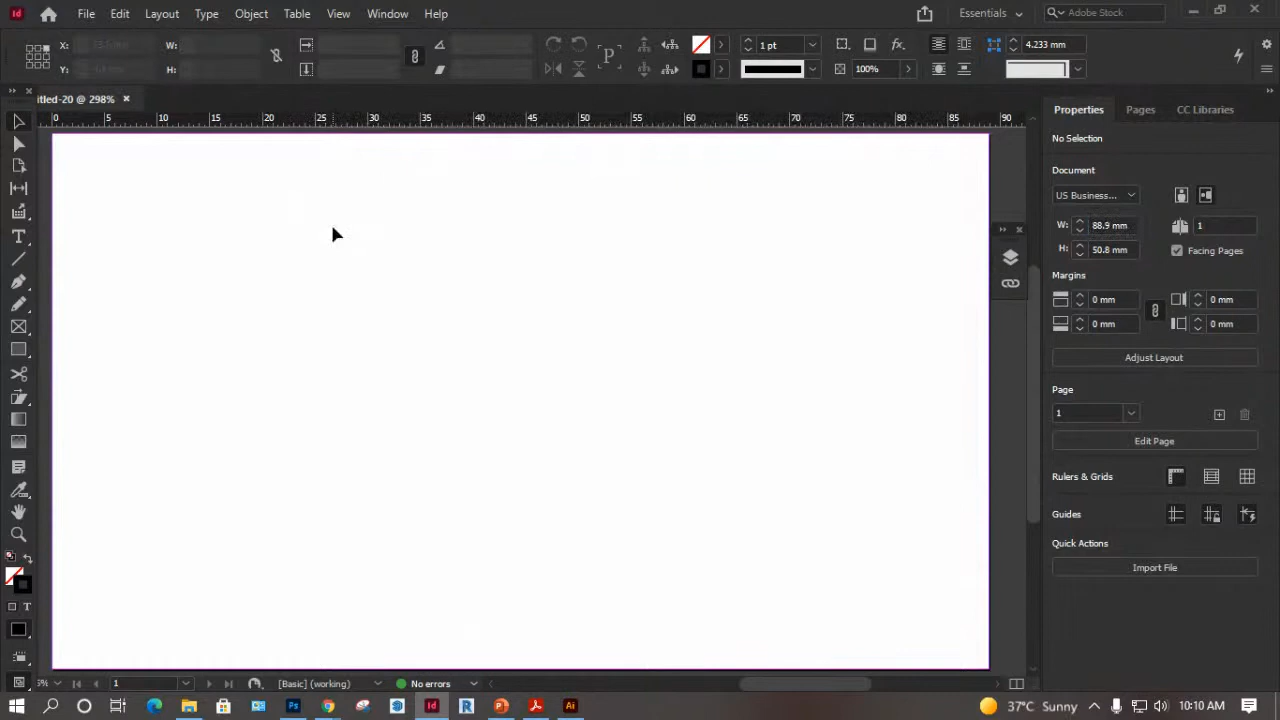 Id File Edit Layout Type Object Table View Window Help Essentials Adobe Stock
X: W: 1 pt 4.233 mm
Y: H: P 100%
itled-20 @ 298% ×
0 5 10 15 20 25 30 35 40 45 50 55 60 65 70 75 80 85 90
Properties Pages CC Libraries
No Selection
Document
US Business...
W: 88.9 mm 1
H: 50.8 mm Facing Pages
Margins
0 mm 0 mm
0 mm 0 mm
Adjust Layout
Page
1
Edit Page
Rulers & Grids
Guides
Quick Actions
Import File
1 [Basic] (working) No errors
Ps Id R P Ai 37°C Sunny 10:10 AM